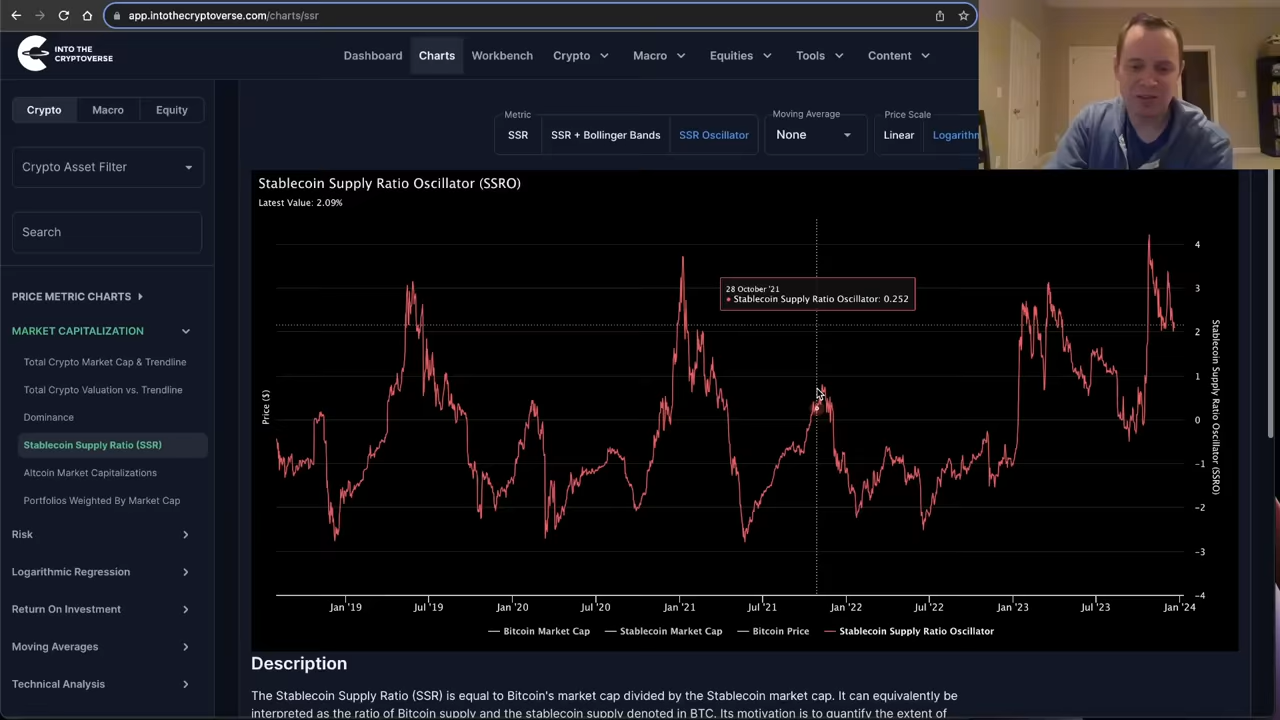 app.intothecryptoverse.com/charts/ssr
INTO THE
CRYPTOVERSE
Dashboard
Charts
Workbench
Crypto
Macro
Equities
Tools
Content
Crypto
Macro
Equity
Crypto Asset Filter
Search
PRICE METRIC CHARTS
MARKET CAPITALIZATION
Total Crypto Market Cap & Trendline
Total Crypto Valuation vs. Trendline
Dominance
Stablecoin Supply Ratio (SSR)
Altcoin Market Capitalizations
Portfolios Weighted By Market Cap
Risk
Logarithmic Regression
Return On Investment
Moving Averages
Technical Analysis
Metric
SSR
SSR + Bollinger Bands
SSR Oscillator
Moving Average
None
Price Scale
Linear
Logarithm
Stablecoin Supply Ratio Oscillator (SSRO)
Latest Value: 2.09%
28 October '21
Stablecoin Supply Ratio Oscillator: 0.252
Price ($)
4
3
2
1
0
−1
−2
−3
−4
Stablecoin Supply Ratio Oscillator (SSRO)
Jan '19
Jul '19
Jan '20
Jul '20
Jan '21
Jul '21
Jan '22
Jul '22
Jan '23
Jul '23
Jan '24
Bitcoin Market Cap
Stablecoin Market Cap
Bitcoin Price
Stablecoin Supply Ratio Oscillator
Description
The Stablecoin Supply Ratio (SSR) is equal to Bitcoin's market cap divided by the Stablecoin market cap. It can equivalently be
interpreted as the ratio of Bitcoin supply and the stablecoin supply denoted in BTC. Its motivation is to quantify the extent of